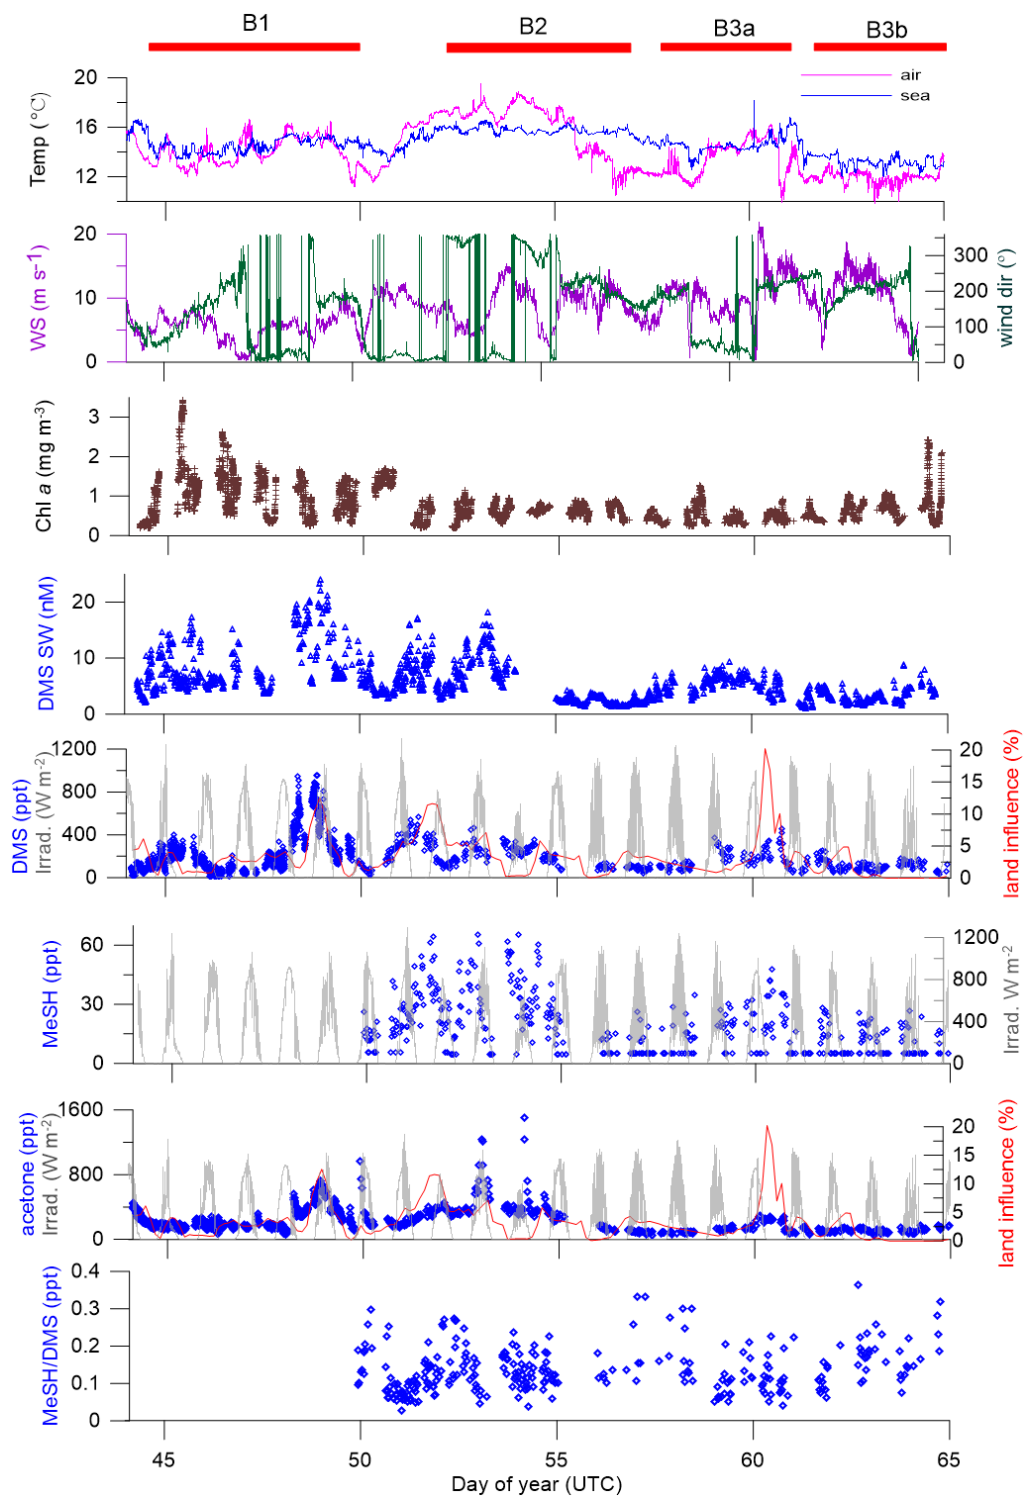 B1 B2 B3a B3b
air
sea
Temp (°C)
20
16
12
WS (m s-1)
20
10
0
wind dir (°)
300
200
100
0
Chl a (mg m-3)
3
2
1
0
DMS SW (nM)
20
10
0
DMS (ppt)
Irrad. (W m-2)
1200
800
400
0
land influence (%)
20
15
10
5
0
MeSH (ppt)
60
30
0
Irrad. W m-2
1200
800
400
0
acetone (ppt)
Irrad. (W m-2)
1600
800
0
land influence (%)
20
15
10
5
0
MeSH/DMS (ppt)
0.4
0.3
0.2
0.1
0
45 50 55 60 65
Day of year (UTC)